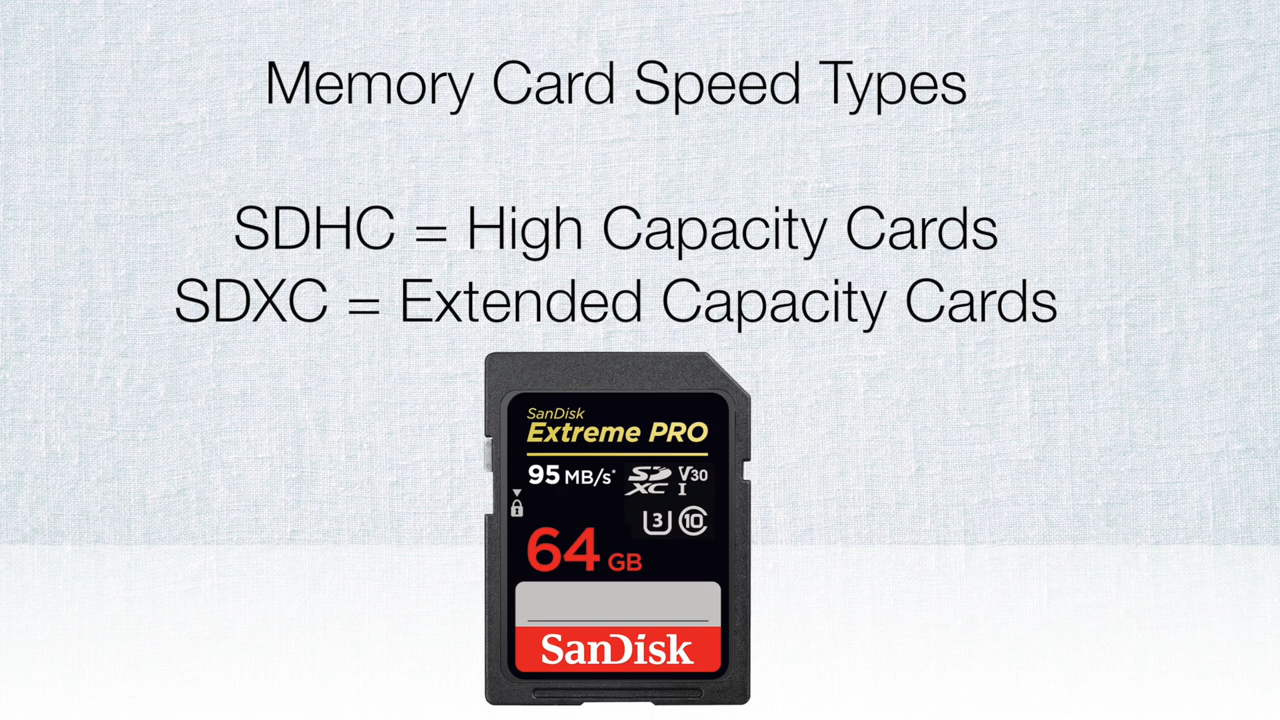 Memory Card Speed Types
SDHC = High Capacity Cards
SDXC = Extended Capacity Cards
SanDisk
Extreme PRO
95 MB/s* SD XC V30 I
U3 10
64 GB
SanDisk